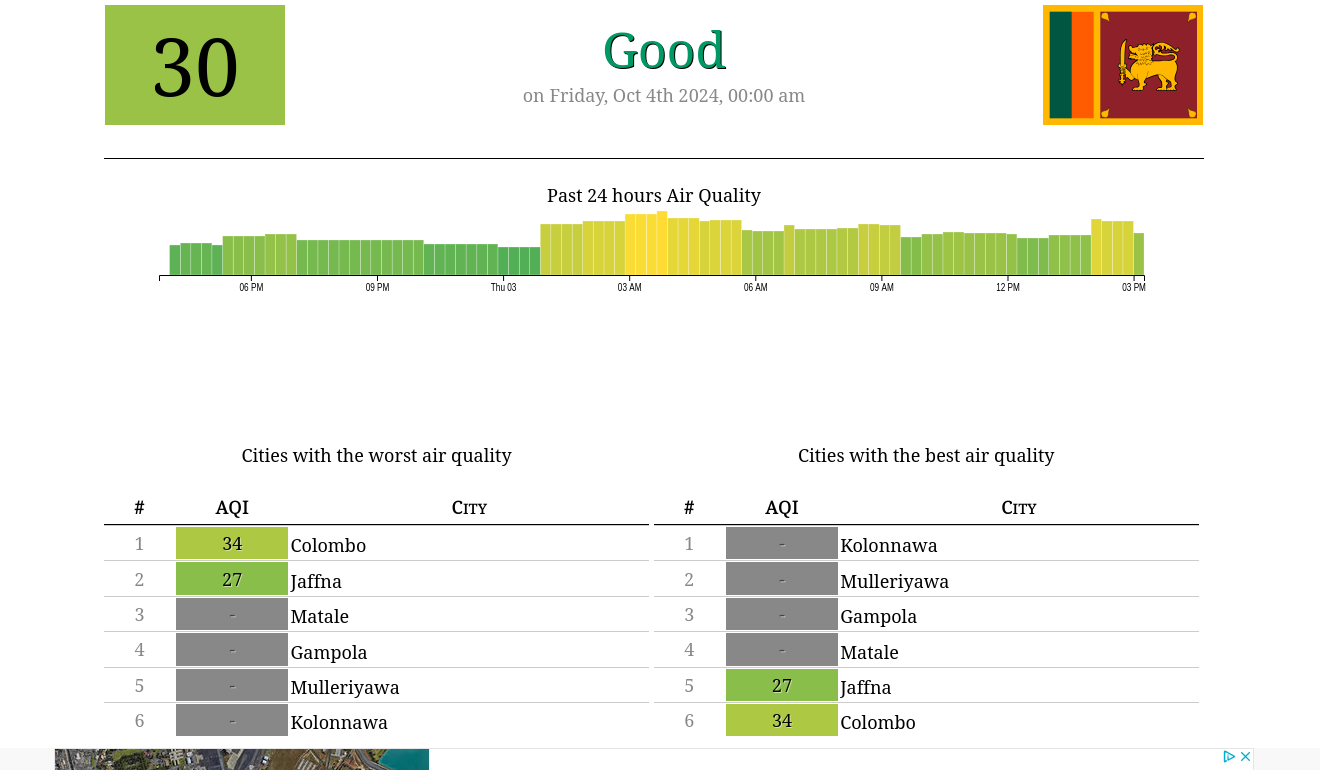 30
Good
on Friday, Oct 4th 2024, 00:00 am
Past 24 hours Air Quality
06 PM 09 PM Thu 03 03 AM 06 AM 09 AM 12 PM 03 PM
Cities with the worst air quality
# AQI City
1 34 Colombo
2 27 Jaffna
3 - Matale
4 - Gampola
5 - Mulleriyawa
6 - Kolonnawa
Cities with the best air quality
# AQI City
1 - Kolonnawa
2 - Mulleriyawa
3 - Gampola
4 - Matale
5 27 Jaffna
6 34 Colombo